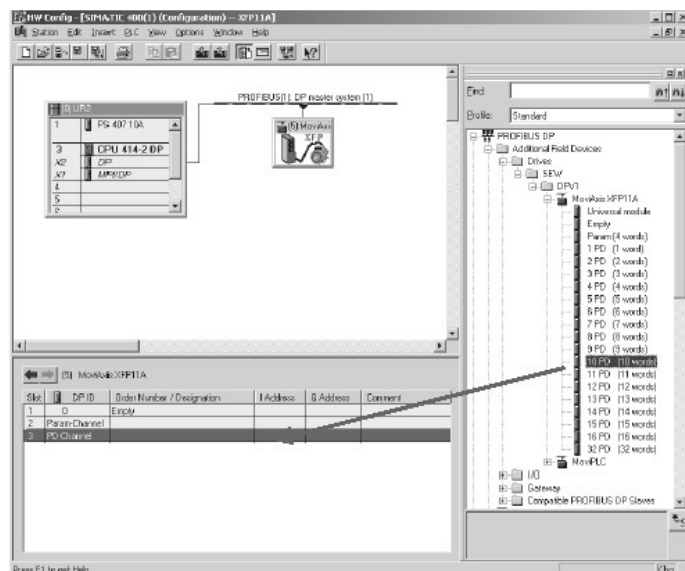 HW Config - [SIMATIC 400(1) (Configuration) -- XFP11A]
Station Edit Insert PLC View Options Window Help
(0) UR2
1 PS 407 10A
3 CPU 414-2 DP
X2 DP
X1 MPI/DP
4
5
PROFIBUS(1): DP master system (1)
(5) MoviAxis
XFP
Find:
Profile: Standard
PROFIBUS DP
Additional Field Devices
Drives
SEW
DPV1
MoviAxis XFP11A
Universal module
Empty
Param (4 words)
1 PD (1 word)
2 PD (2 words)
3 PD (3 words)
4 PD (4 words)
5 PD (5 words)
6 PD (6 words)
7 PD (7 words)
8 PD (8 words)
9 PD (9 words)
10 PD (10 words)
11 PD (11 words)
12 PD (12 words)
13 PD (13 words)
14 PD (14 words)
15 PD (15 words)
16 PD (16 words)
32 PD (32 words)
MoviPLC
I/O
Gateway
Compatible PROFIBUS DP Slaves
(5) MoviAxis XFP11A
Slot DP ID Order Number / Designation I Address Q Address Comment
1 0 Empty
2 Param-Channel
3 PD-Channel
Press F1 to get Help.
Chg